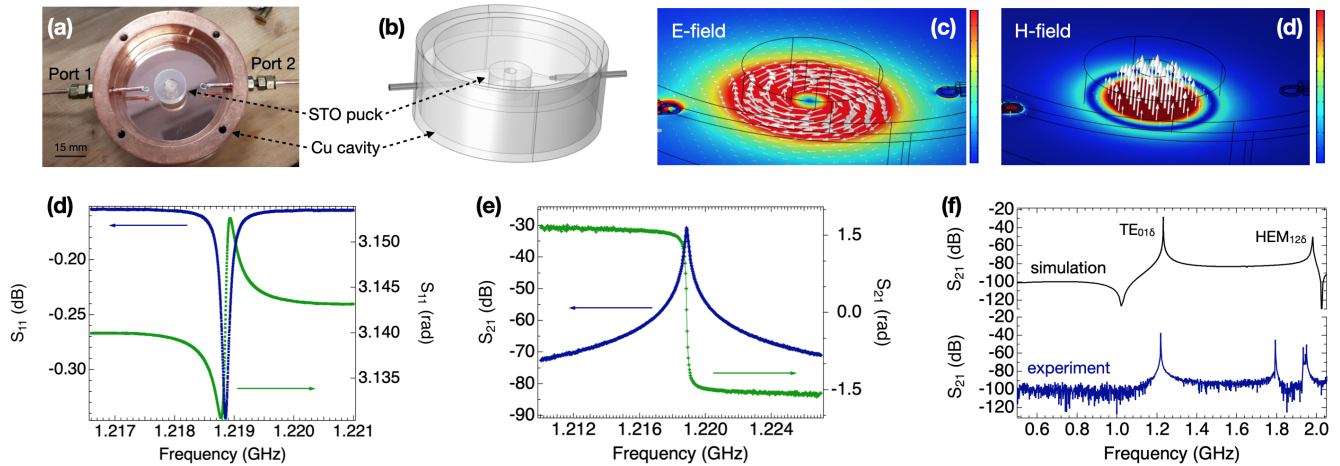 (a)
Port 1
Port 2
STO puck
Cu cavity
15 mm
(b)
E-field
(c)
H-field
(d)
(d)
S11 (dB)
-0.20
-0.25
-0.30
3.150
3.145
3.140
3.135
S11 (rad)
1.217 1.218 1.219 1.220 1.221
Frequency (GHz)
(e)
S21 (dB)
-30
-40
-50
-60
-70
-80
-90
1.5
0.0
-1.5
S21 (rad)
1.212 1.216 1.220 1.224
Frequency (GHz)
(f)
S21 (dB)
-20
-40
-60
-80
-100
-120
TE01δ
HEM12δ
simulation
S21 (dB)
-40
-60
-80
-100
-120
experiment
0.6 0.8 1.0 1.2 1.4 1.6 1.8 2.0
Frequency (GHz)